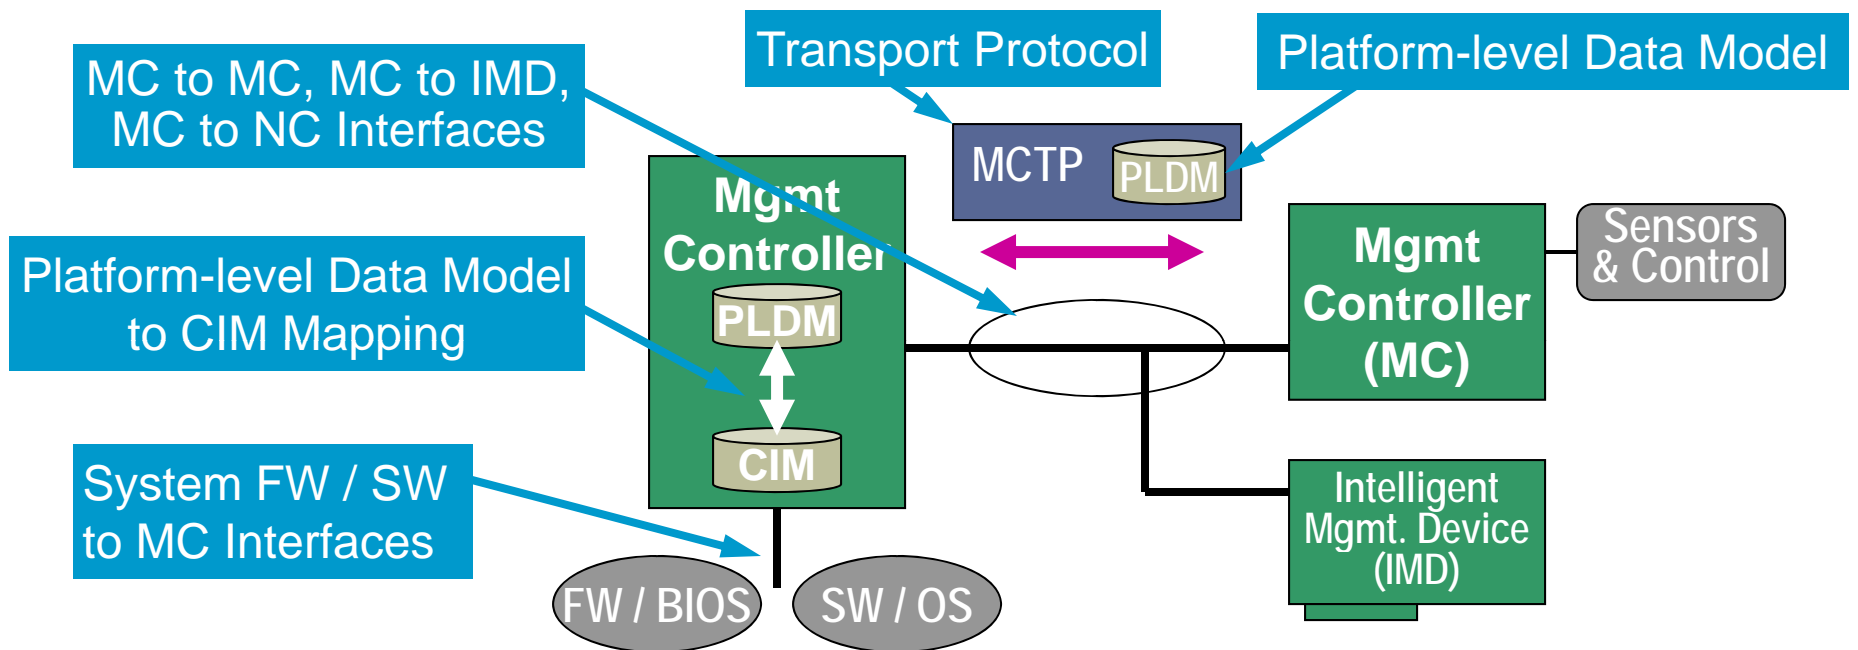 Transport Protocol
Platform-level Data Model
MC to MC, MC to IMD,
MC to NC Interfaces
MCTP
PLDM
Mgmt
Controller
PLDM
CIM
Mgmt
Controller
(MC)
Sensors
& Control
Platform-level Data Model
to CIM Mapping
System FW / SW
to MC Interfaces
Intelligent
Mgmt. Device
(IMD)
FW / BIOS
SW / OS